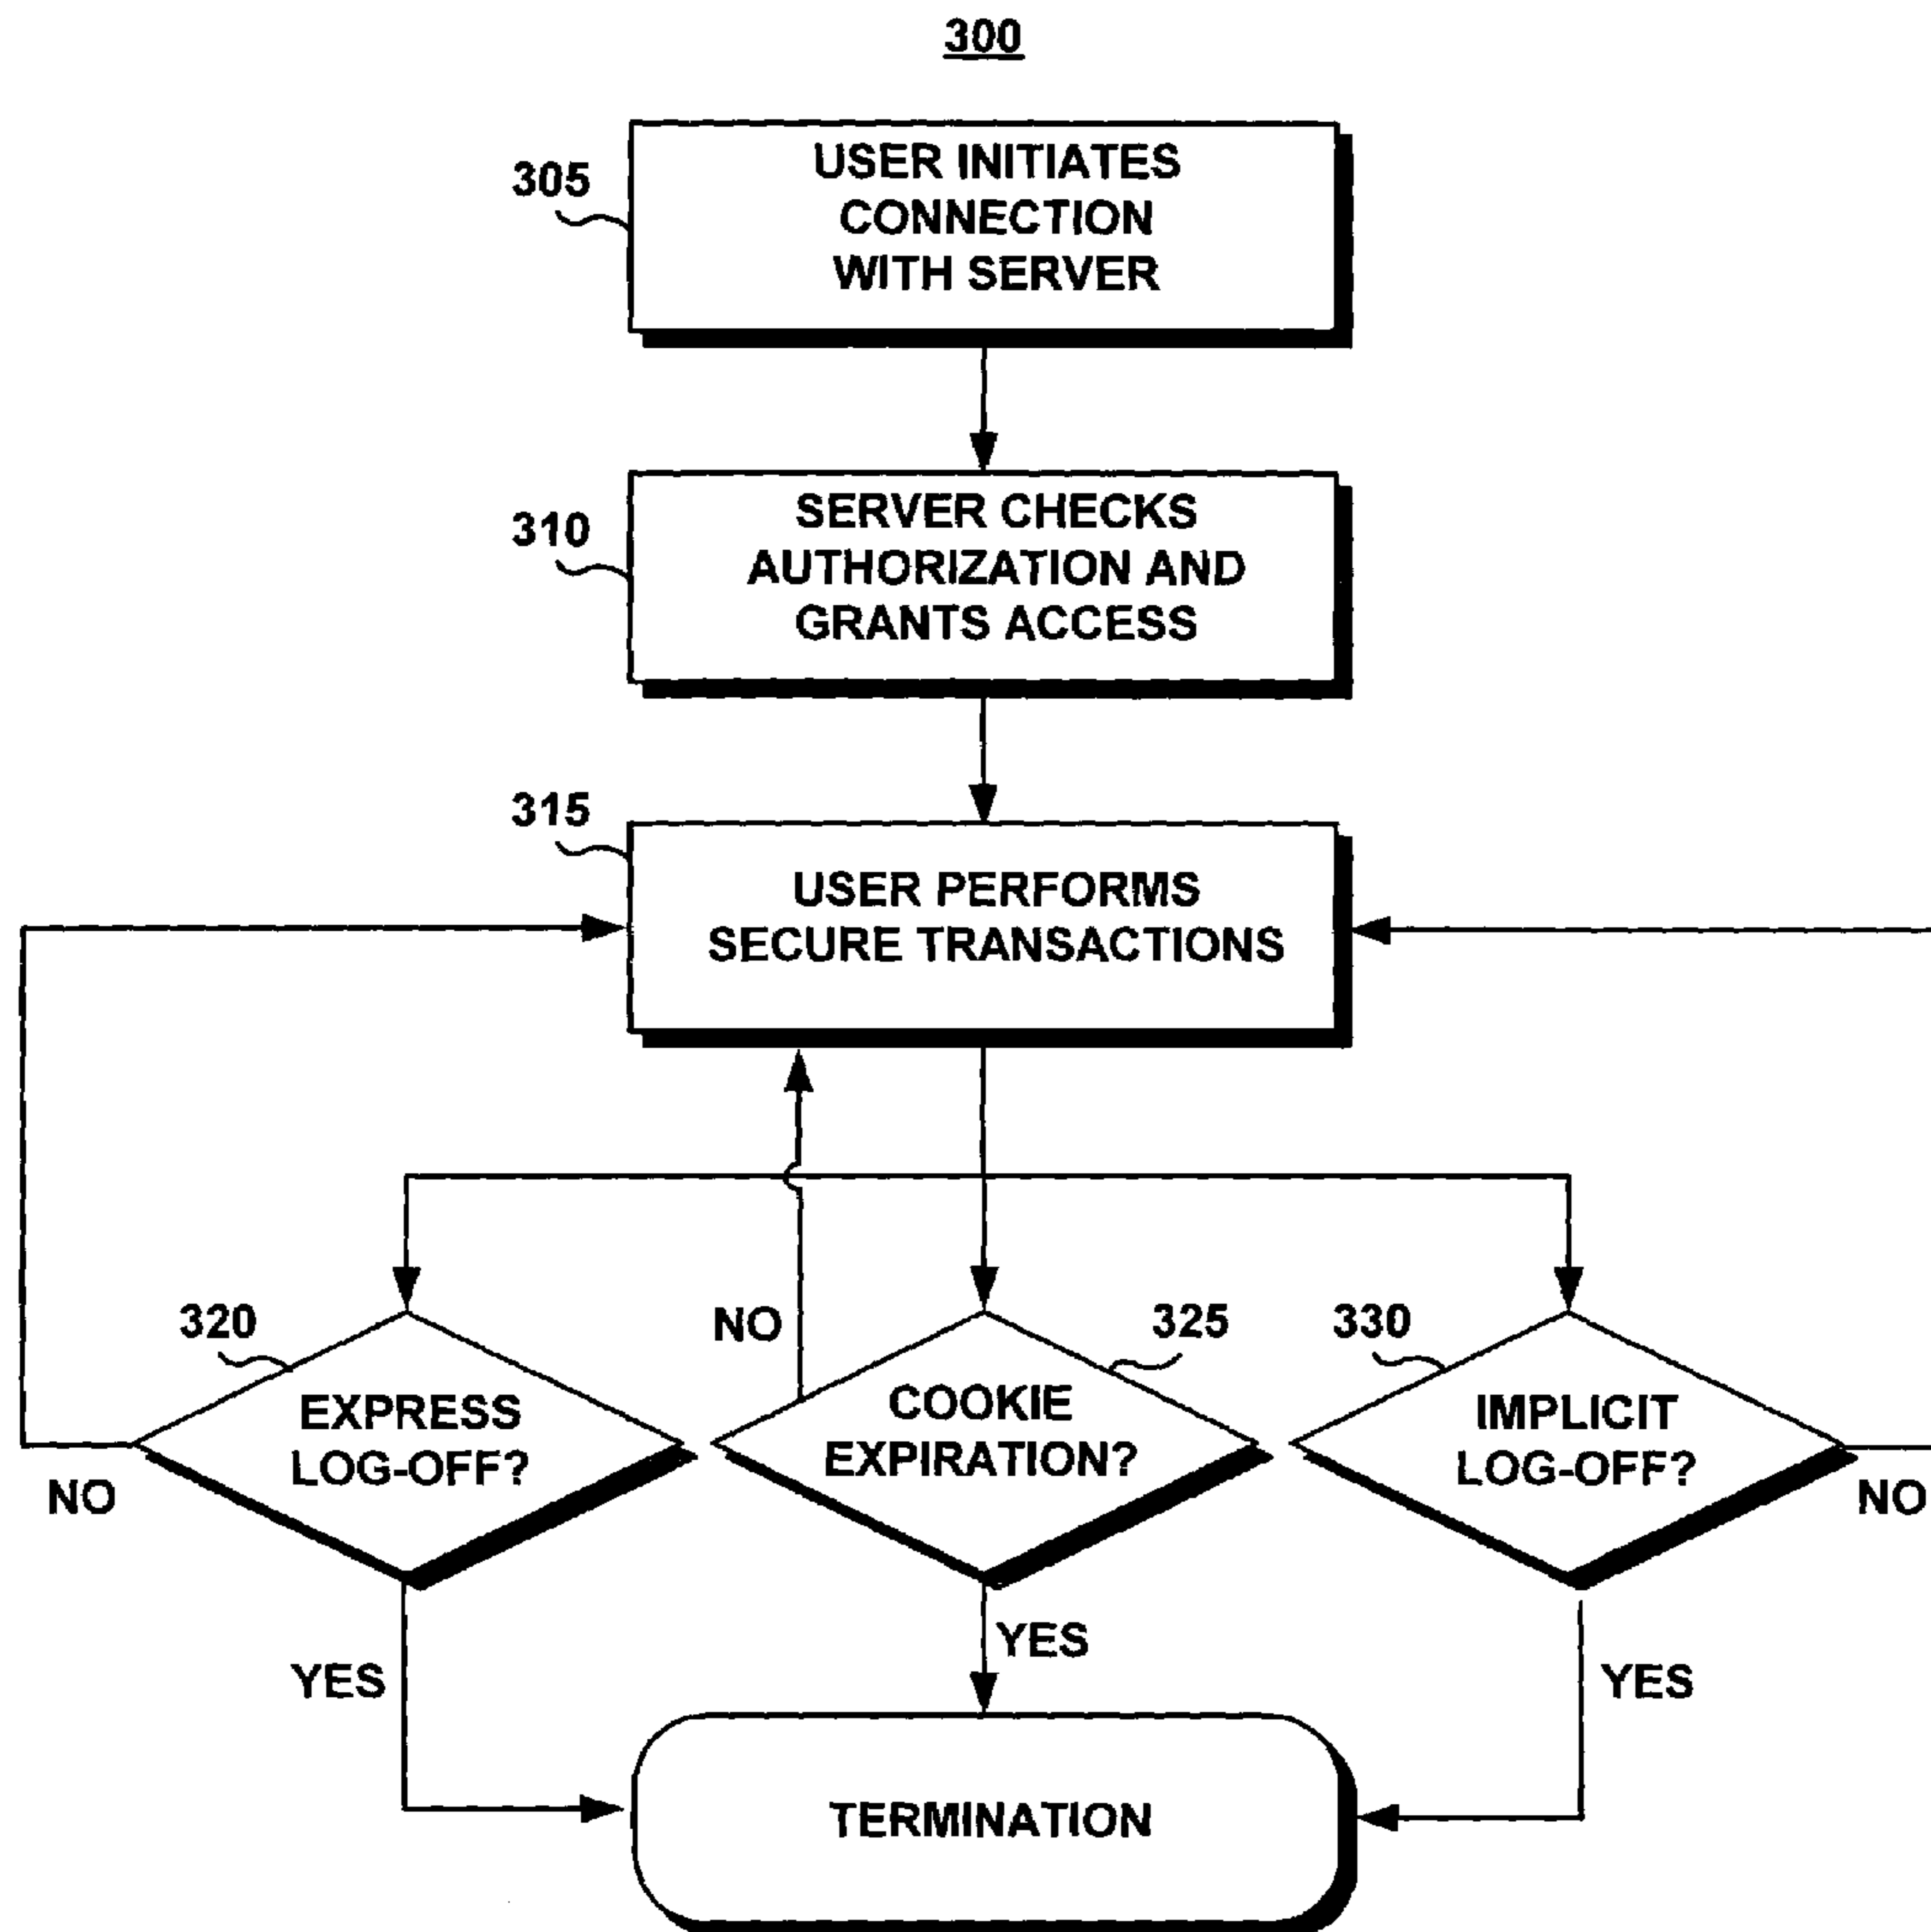 300
305
USER INITIATES
CONNECTION
WITH SERVER
310
SERVER CHECKS
AUTHORIZATION AND
GRANTS ACCESS
315
USER PERFORMS
SECURE TRANSACTIONS
320
EXPRESS
LOG-OFF?
NO
YES
NO
325
COOKIE
EXPIRATION?
YES
330
IMPLICIT
LOG-OFF?
NO
YES
TERMINATION